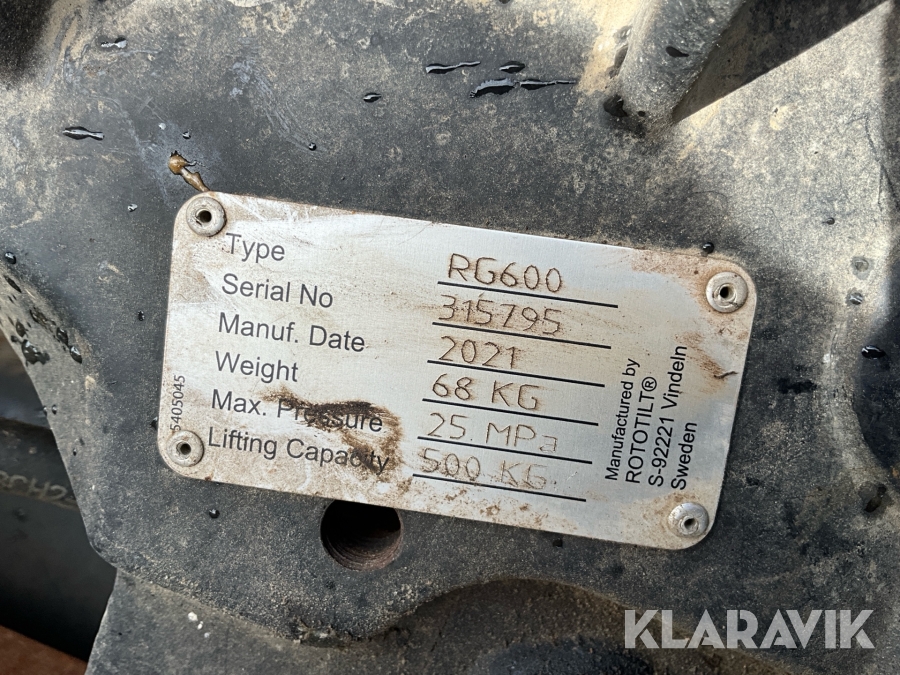 Type RG600
Serial No 315795
Manuf. Date 2021
Weight 68 KG
Max. Pressure 25. MPa
Lifting Capacity 500 KG
5405045
Manufactured by
ROTOTILT®
S-92221 Vindeln
Sweden
KLARAVIK